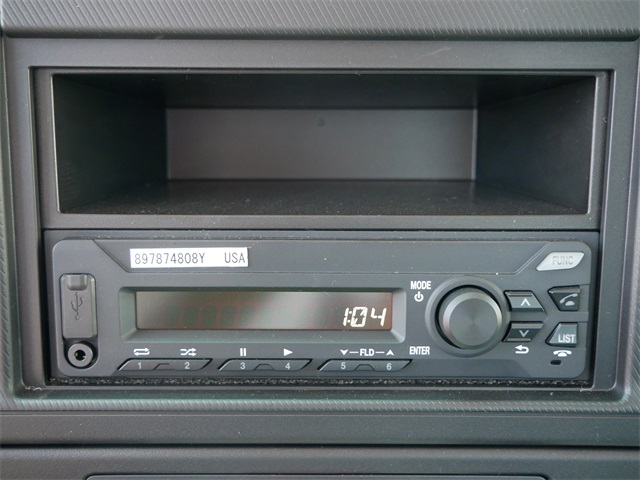 897874808Y USA
FUNC
MODE
1:04
LIST
FLD
ENTER
1 2 3 4 5 6